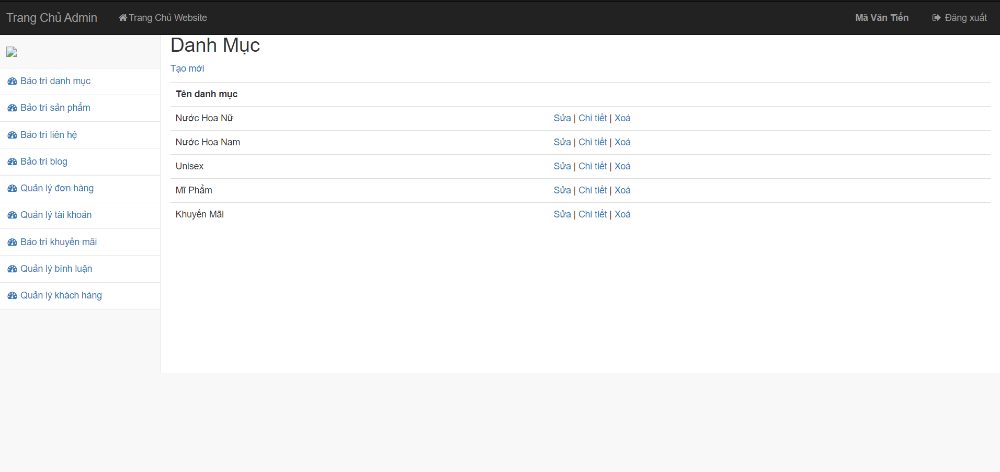 Trang Chủ Admin Trang Chủ Website Mã Văn Tiến Đăng xuất
Bảo trì danh mục
Bảo trì sản phẩm
Bảo trì liên hệ
Bảo trì blog
Quản lý đơn hàng
Quản lý tài khoản
Bảo trì khuyến mãi
Quản lý bình luận
Quản lý khách hàng
Danh Mục
Tạo mới
Tên danh mục
Nước Hoa Nữ Sửa | Chi tiết | Xoá
Nước Hoa Nam Sửa | Chi tiết | Xoá
Unisex Sửa | Chi tiết | Xoá
Mĩ Phẩm Sửa | Chi tiết | Xoá
Khuyến Mãi Sửa | Chi tiết | Xoá